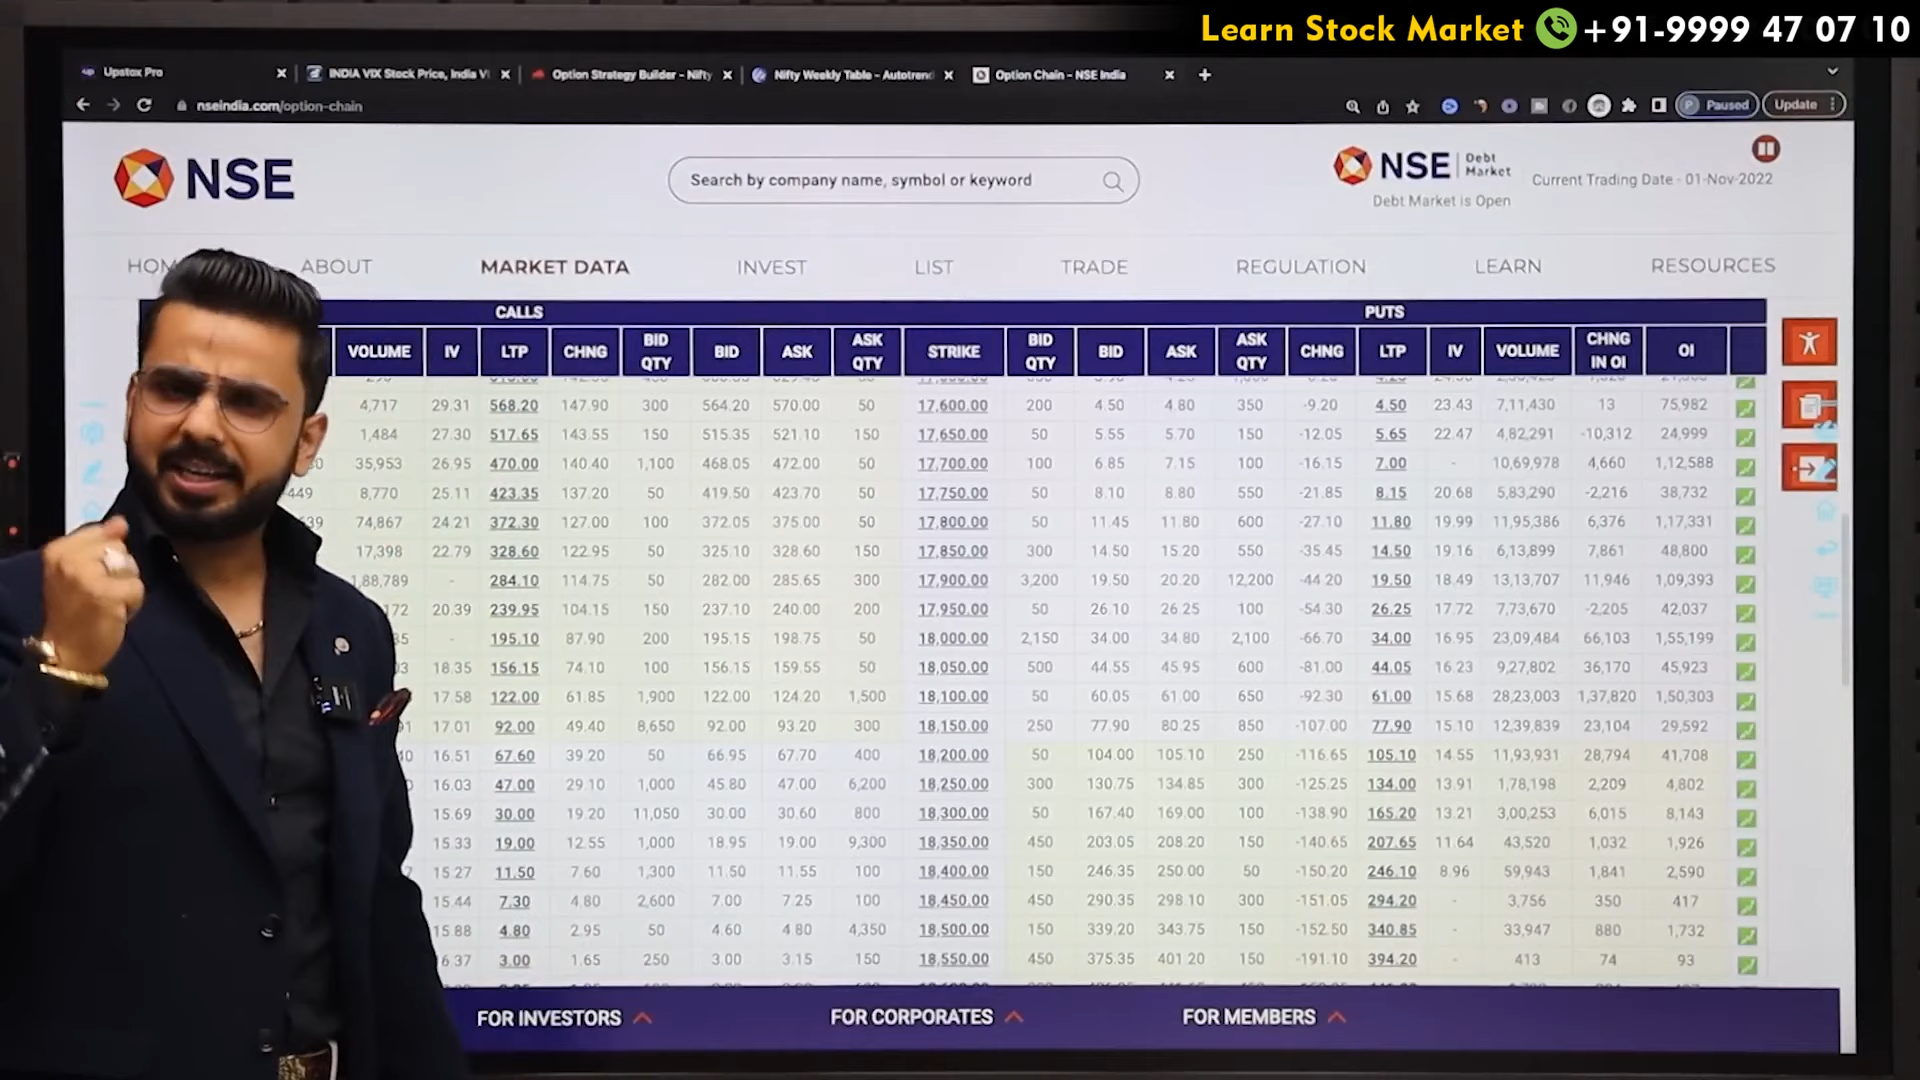 Learn Stock Market +91-9999 47 07 10
Upstox Pro INDIA VIX Stock Price, India VI Option Strategy Builder - Nifty Nifty Weekly Table - Autotrend Option Chain - NSE India
nseindia.com/option-chain P Paused Update
NSE Search by company name, symbol or keyword NSE Debt Market Current Trading Date - 01-Nov-2022
Debt Market is Open
ABOUT MARKET DATA INVEST LIST TRADE REGULATION LEARN RESOURCES
CALLS PUTS
VOLUME IV LTP CHNG BID QTY BID ASK ASK QTY STRIKE BID QTY BID ASK ASK QTY CHNG LTP IV VOLUME CHNG IN OI OI
4,717 29.31 568.20 147.90 300 564.20 570.00 50 17,600.00 200 4.50 4.80 350 -9.20 4.50 23.43 7,11,430 13 75,982
1,484 27.30 517.65 143.55 150 515.35 521.10 150 17,650.00 50 5.55 5.70 150 -12.05 5.65 22.47 4,82,291 -10,312 24,999
35,953 26.95 470.00 140.40 1,100 468.05 472.00 50 17,700.00 100 6.85 7.15 100 -16.15 7.00 - 10,69,978 4,660 1,12,588
-449 8,770 25.11 423.35 137.20 50 419.50 423.70 50 17,750.00 50 8.10 8.80 550 -21.85 8.15 20.68 5,83,290 -2,216 38,732
74,867 24.21 372.30 127.00 100 372.05 375.00 50 17,800.00 50 11.45 11.80 600 -27.10 11.80 19.99 11,95,386 6,376 1,17,331
17,398 22.79 328.60 122.95 50 325.10 328.60 150 17,850.00 300 14.50 15.20 550 -35.45 14.50 19.16 6,13,899 7,861 48,800
1,88,789 - 284.10 114.75 50 282.00 285.65 300 17,900.00 3,200 19.50 20.20 12,200 -44.20 19.50 18.49 13,13,707 11,946 1,09,393
20.39 239.95 104.15 150 237.10 240.00 200 17,950.00 50 26.10 26.25 100 -54.30 26.25 17.72 7,73,670 -2,205 42,037
- 195.10 87.90 200 195.15 198.75 50 18,000.00 2,150 34.00 34.80 2,100 -66.70 34.00 16.95 23,09,484 66,103 1,55,199
18.35 156.15 74.10 100 156.15 159.55 50 18,050.00 500 44.55 45.95 600 -81.00 44.05 16.23 9,27,802 36,170 45,923
17.58 122.00 61.85 1,900 122.00 124.20 1,500 18,100.00 50 60.05 61.00 650 -92.30 61.00 15.68 28,23,003 1,37,820 1,50,303
17.01 92.00 49.40 8,650 92.00 93.20 300 18,150.00 250 77.90 80.25 850 -107.00 77.90 15.10 12,39,839 23,104 29,592
16.51 67.60 39.20 50 66.95 67.70 400 18,200.00 50 104.00 105.10 250 -116.65 105.10 14.55 11,93,931 28,794 41,708
16.03 47.00 29.10 1,000 45.80 47.00 6,200 18,250.00 300 130.75 134.85 300 -125.25 134.00 13.91 1,78,198 2,209 4,802
15.69 30.00 19.20 11,050 30.00 30.60 800 18,300.00 50 167.40 169.00 100 -138.90 165.20 13.21 3,00,253 6,015 8,143
15.33 19.00 12.55 1,000 18.95 19.00 9,300 18,350.00 450 203.05 208.20 150 -140.65 207.65 11.64 43,520 1,032 1,926
15.27 11.50 7.60 1,300 11.50 11.55 100 18,400.00 150 246.35 250.00 50 -150.20 246.10 8.96 59,943 1,841 2,590
15.44 7.30 4.80 2,600 7.00 7.25 100 18,450.00 450 290.35 298.10 300 -151.05 294.20 - 3,756 350 417
15.88 4.80 2.95 50 4.60 4.80 4,350 18,500.00 150 339.20 343.75 150 -152.50 340.85 - 33,947 880 1,732
3.00 1.65 250 3.00 3.15 150 18,550.00 450 375.35 401.20 150 -191.10 394.20 - 413 74 93
FOR INVESTORS FOR CORPORATES FOR MEMBERS